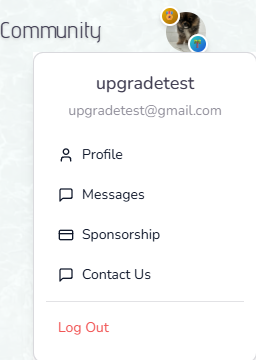 Community
upgradetest
upgradetest@gmail.com
Profile
Messages
Sponsorship
Contact Us
Log Out